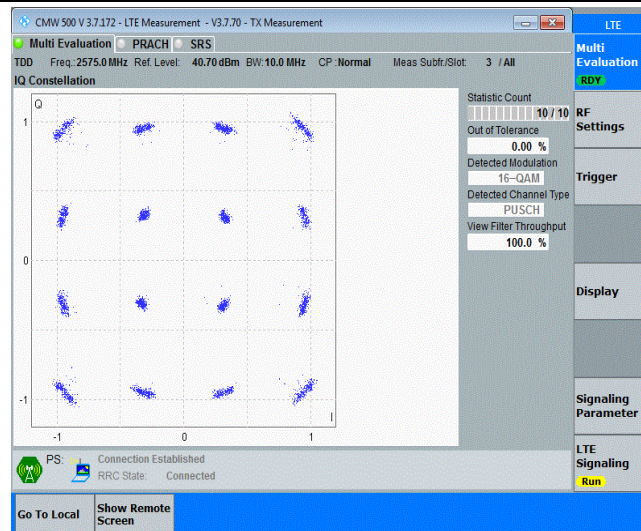 CMW 500 V 3.7.172 - LTE Measurement - V3.7.70 - TX Measurement
LTE
Multi Evaluation PRACH SRS
TDD Freq.: 2575.0 MHz Ref. Level: 40.70 dBm BW: 10.0 MHz CP : Normal Meas Subfr./Slot: 3 / All
IQ Constellation
Multi
Evaluation
RDY
Q
1
0
-1
-1
0
1
I
Statistic Count
10 / 10
Out of Tolerance
0.00 %
Detected Modulation
16-QAM
Detected Channel Type
PUSCH
View Filter Throughput
100.0 %
RF
Settings
Trigger
Display
Signaling
Parameter
LTE
Signaling
Run
PS: Connection Established
RRC State: Connected
Go To Local
Show Remote
Screen